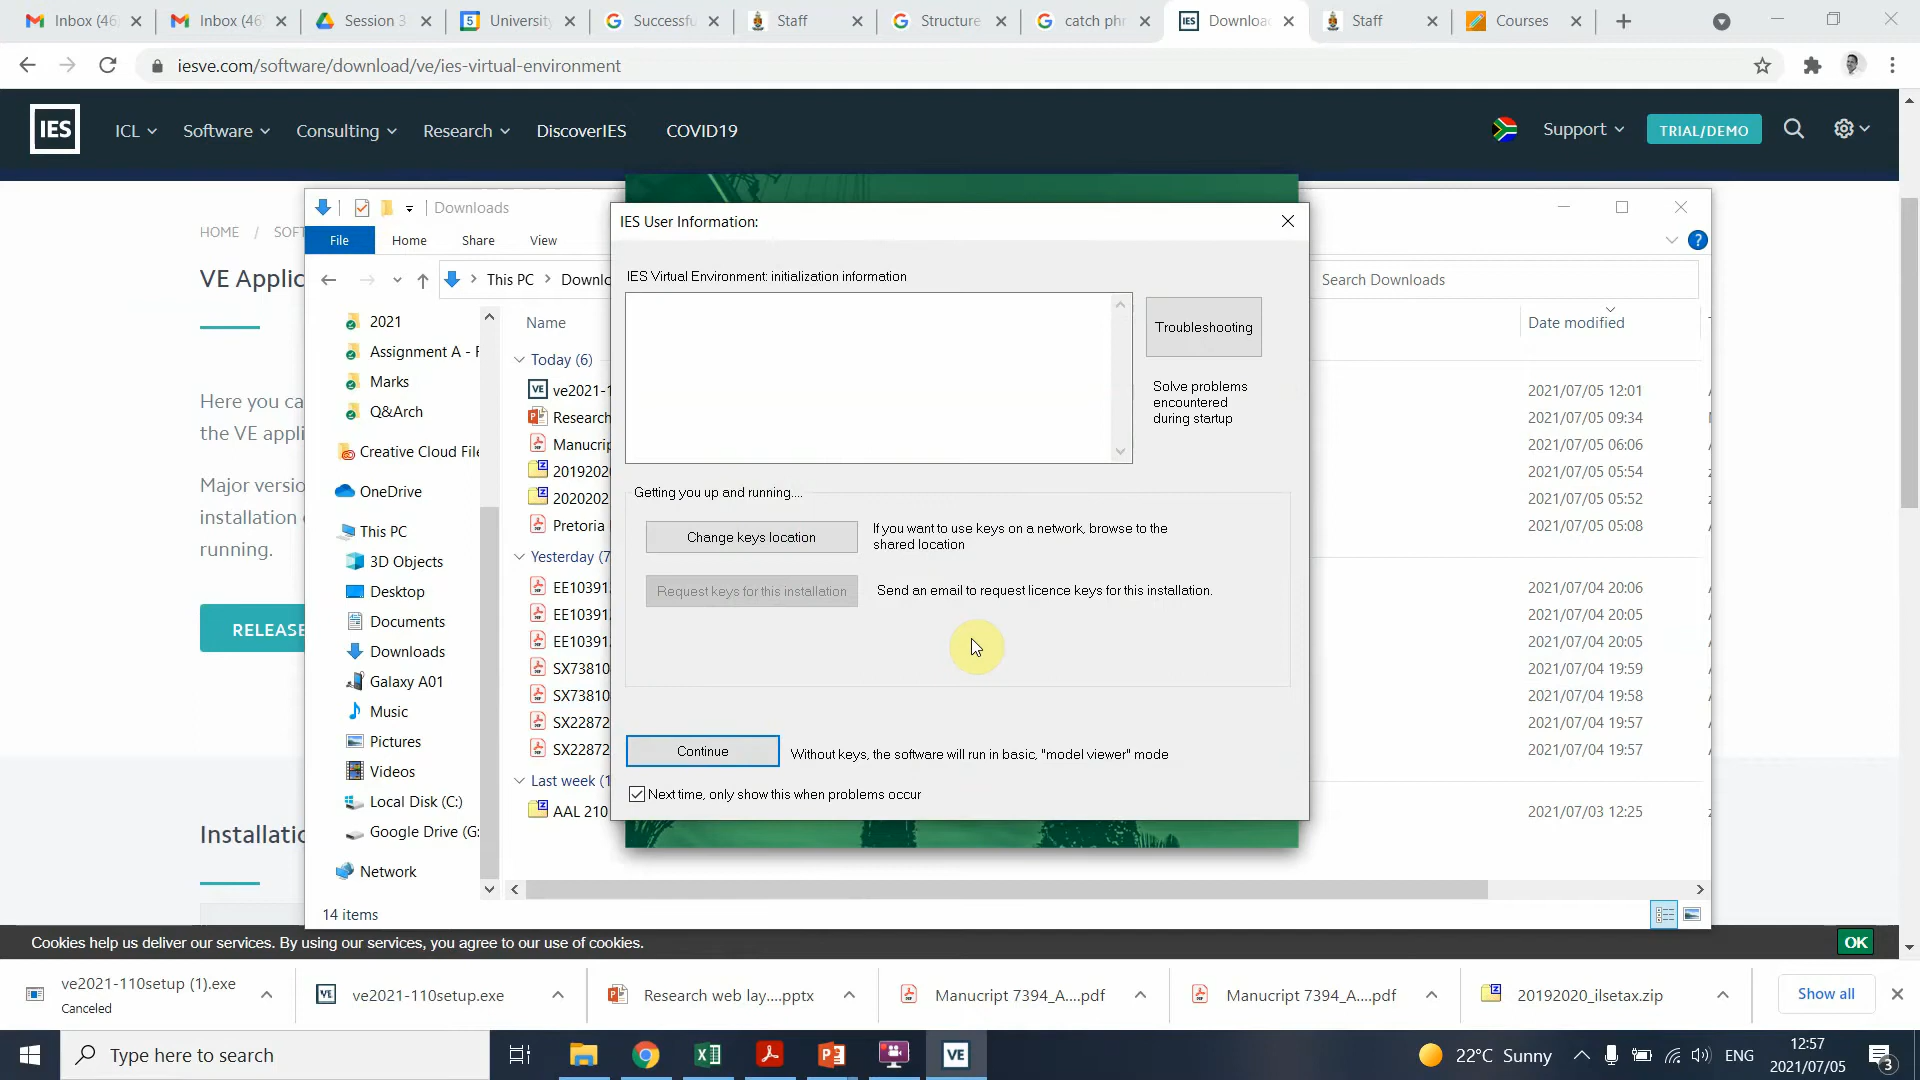 Inbox (46
Inbox (46
Session 3
University
Successfu
Staff
Structure
catch phr
Downloa
Staff
Courses
iesve.com/software/download/ve/ies-virtual-environment
IES
ICL
Software
Consulting
Research
DiscoverIES
COVID19
Support
TRIAL/DEMO
HOME / SOFT
VE Applic
Here you ca
the VE appli
Major versio
installation
running.
RELEASE
Installatio
Downloads
File
Home
Share
View
This PC
Downlo
Search Downloads
2021
Assignment A - F
Marks
Q&Arch
Creative Cloud File
OneDrive
This PC
3D Objects
Desktop
Documents
Downloads
Galaxy A01
Music
Pictures
Videos
Local Disk (C:)
Google Drive (G:
Network
Name
Date modified
Today (6)
ve2021-1
2021/07/05 12:01
Research
2021/07/05 09:34
Manucrip
2021/07/05 06:06
2019202
2021/07/05 05:54
2020202
2021/07/05 05:52
Pretoria
2021/07/05 05:08
Yesterday (7
EE10391
2021/07/04 20:06
EE10391
2021/07/04 20:05
EE10391
2021/07/04 20:05
SX73810
2021/07/04 19:59
SX73810
2021/07/04 19:58
SX22872
2021/07/04 19:57
SX22872
2021/07/04 19:57
Last week (1
AAL 210
2021/07/03 12:25
14 items
IES User Information:
IES Virtual Environment: initialization information
Troubleshooting
Solve problems
encountered
during startup
Getting you up and running....
Change keys location
If you want to use keys on a network, browse to the
shared location
Request keys for this installation
Send an email to request licence keys for this installation.
Continue
Without keys, the software will run in basic, "model viewer" mode
Next time, only show this when problems occur
Cookies help us deliver our services. By using our services, you agree to our use of cookies.
OK
ve2021-110setup (1).exe
Canceled
ve2021-110setup.exe
Research web lay....pptx
Manucript 7394_A....pdf
Manucript 7394_A....pdf
20192020_ilsetax.zip
Show all
Type here to search
VE
22°C Sunny
ENG
12:57
2021/07/05
3